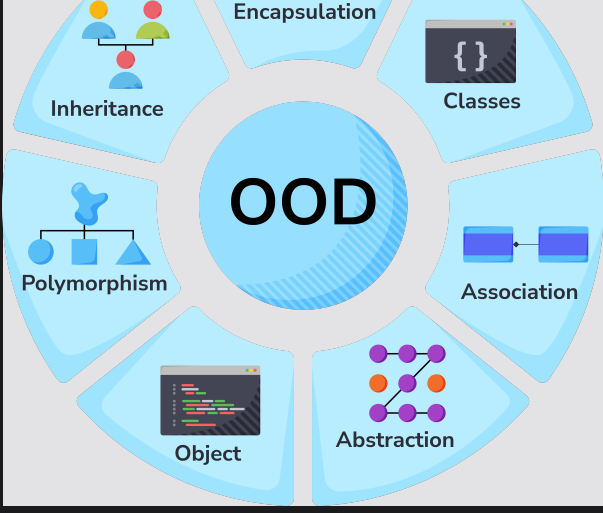 Encapsulation
Inheritance
{ }
Classes
OOD
Polymorphism
Association
Object
Abstraction